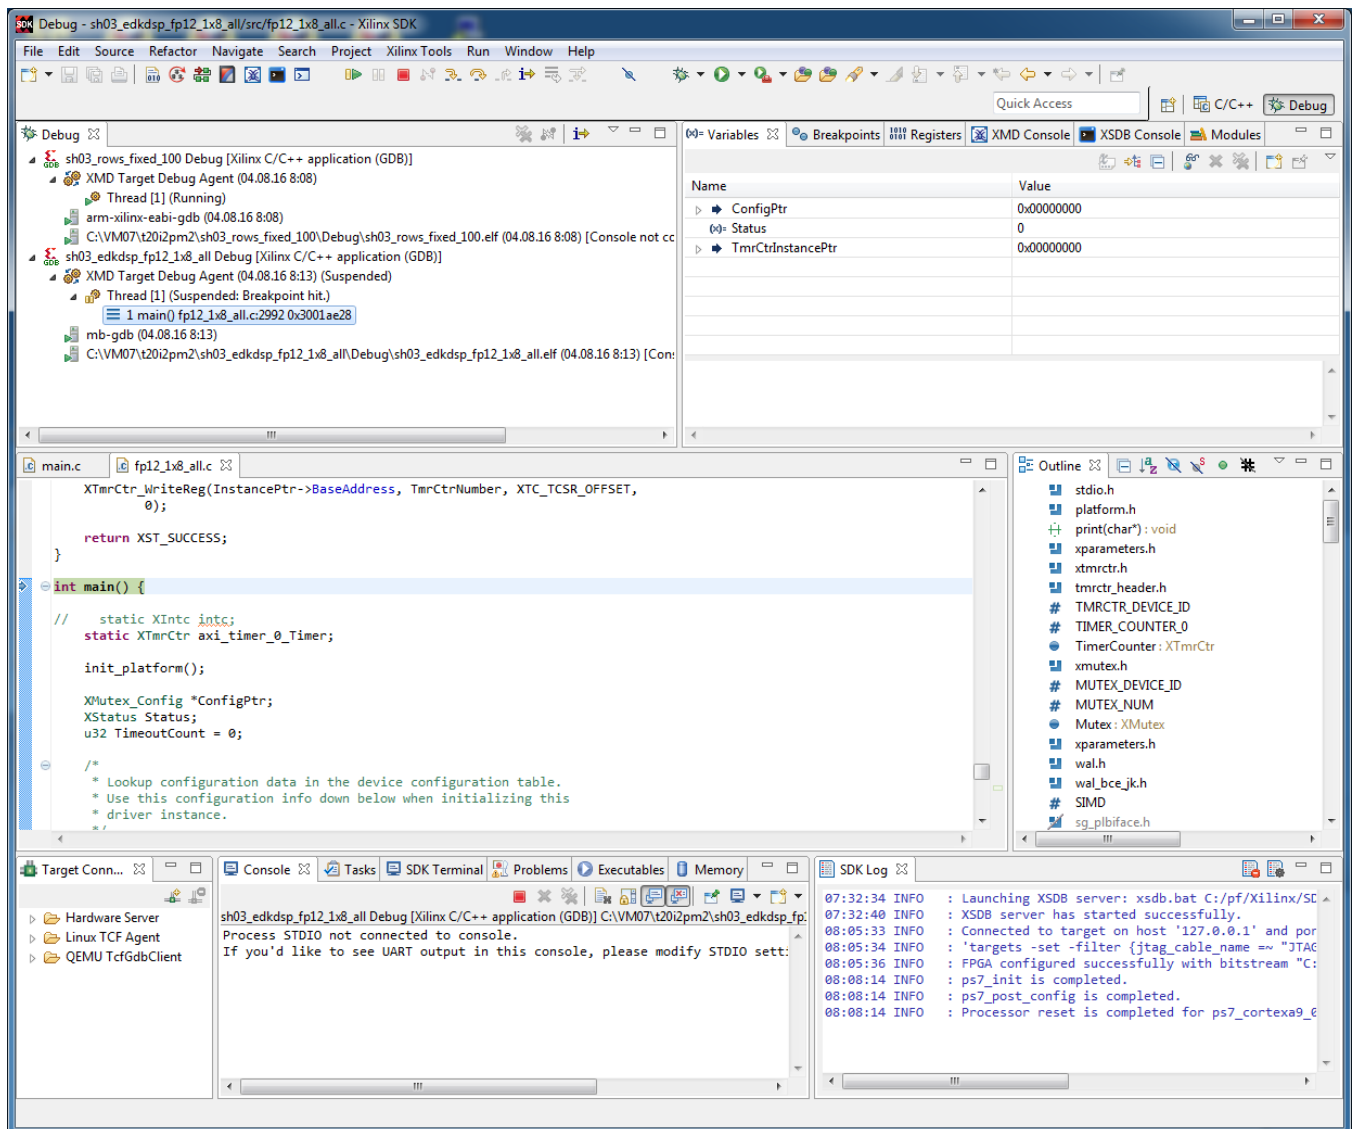 Debug - sh03_edkdsp_fp12_1x8_all/src/fp12_1x8_all.c - Xilinx SDK
File Edit Source Refactor Navigate Search Project Xilinx Tools Run Window Help
Quick Access
C/C++
Debug
Debug
sh03_rows_fixed_100 Debug [Xilinx C/C++ application (GDB)]
XMD Target Debug Agent (04.08.16 8:08)
Thread [1] (Running)
arm-xilinx-eabi-gdb (04.08.16 8:08)
C:\VM07\t20i2pm2\sh03_rows_fixed_100\Debug\sh03_rows_fixed_100.elf (04.08.16 8:08) [Console not cc
sh03_edkdsp_fp12_1x8_all Debug [Xilinx C/C++ application (GDB)]
XMD Target Debug Agent (04.08.16 8:13) (Suspended)
Thread [1] (Suspended: Breakpoint hit.)
1 main() fp12_1x8_all.c:2992 0x3001ae28
mb-gdb (04.08.16 8:13)
C:\VM07\t20i2pm2\sh03_edkdsp_fp12_1x8_all\Debug\sh03_edkdsp_fp12_1x8_all.elf (04.08.16 8:13) [Con:
Variables Breakpoints Registers XMD Console XSDB Console Modules
Name Value
ConfigPtr 0x00000000
Status 0
TmrCtrInstancePtr 0x00000000
main.c fp12_1x8_all.c
XTmrCtr_WriteReg(InstancePtr->BaseAddress, TmrCtrNumber, XTC_TCSR_OFFSET,
0);
return XST_SUCCESS;
}
int main() {
// static XIntc intc;
static XTmrCtr axi_timer_0_Timer;
init_platform();
XMutex_Config *ConfigPtr;
XStatus Status;
u32 TimeoutCount = 0;
/*
* Lookup configuration data in the device configuration table.
* Use this configuration info down below when initializing this
* driver instance.
*/
Outline
stdio.h
platform.h
print(char*) : void
xparameters.h
xtmrctr.h
tmrctr_header.h
TMRCTR_DEVICE_ID
TIMER_COUNTER_0
TimerCounter : XTmrCtr
xmutex.h
MUTEX_DEVICE_ID
MUTEX_NUM
Mutex : XMutex
xparameters.h
wal.h
wal_bce_jk.h
SIMD
sg_plbiface.h
Target Conn...
Hardware Server
Linux TCF Agent
QEMU TcfGdbClient
Console Tasks SDK Terminal Problems Executables Memory
sh03_edkdsp_fp12_1x8_all Debug [Xilinx C/C++ application (GDB)] C:\VM07\t20i2pm2\sh03_edkdsp_fp:
Process STDIO not connected to console.
If you'd like to see UART output in this console, please modify STDIO setti
SDK Log
07:32:34 INFO : Launching XSDB server: xsdb.bat C:/pf/Xilinx/SD
07:32:40 INFO : XSDB server has started successfully.
08:05:33 INFO : Connected to target on host '127.0.0.1' and por
08:05:34 INFO : 'targets -set -filter {jtag_cable_name =~ "JTAG
08:05:36 INFO : FPGA configured successfully with bitstream "C:
08:08:14 INFO : ps7_init is completed.
08:08:14 INFO : ps7_post_config is completed.
08:08:14 INFO : Processor reset is completed for ps7_cortexa9_0